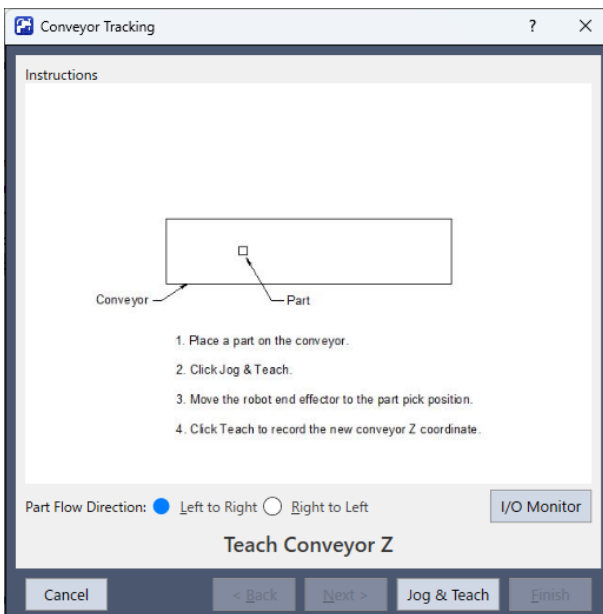 Conveyor Tracking
?
Instructions
Conveyor
Part
1. Place a part on the conveyor.
2. Click Jog & Teach.
3. Move the robot end effector to the part pick position.
4. Click Teach to record the new conveyor Z coordinate.
Part Flow Direction: Left to Right Right to Left I/O Monitor
Teach Conveyor Z
Cancel < Back Next > Jog & Teach Finish